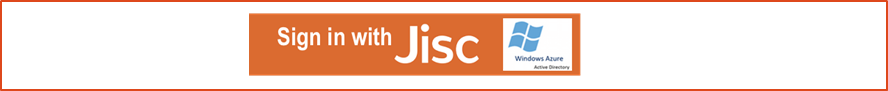 Sign in with Jisc
Windows Azure
Active Directory